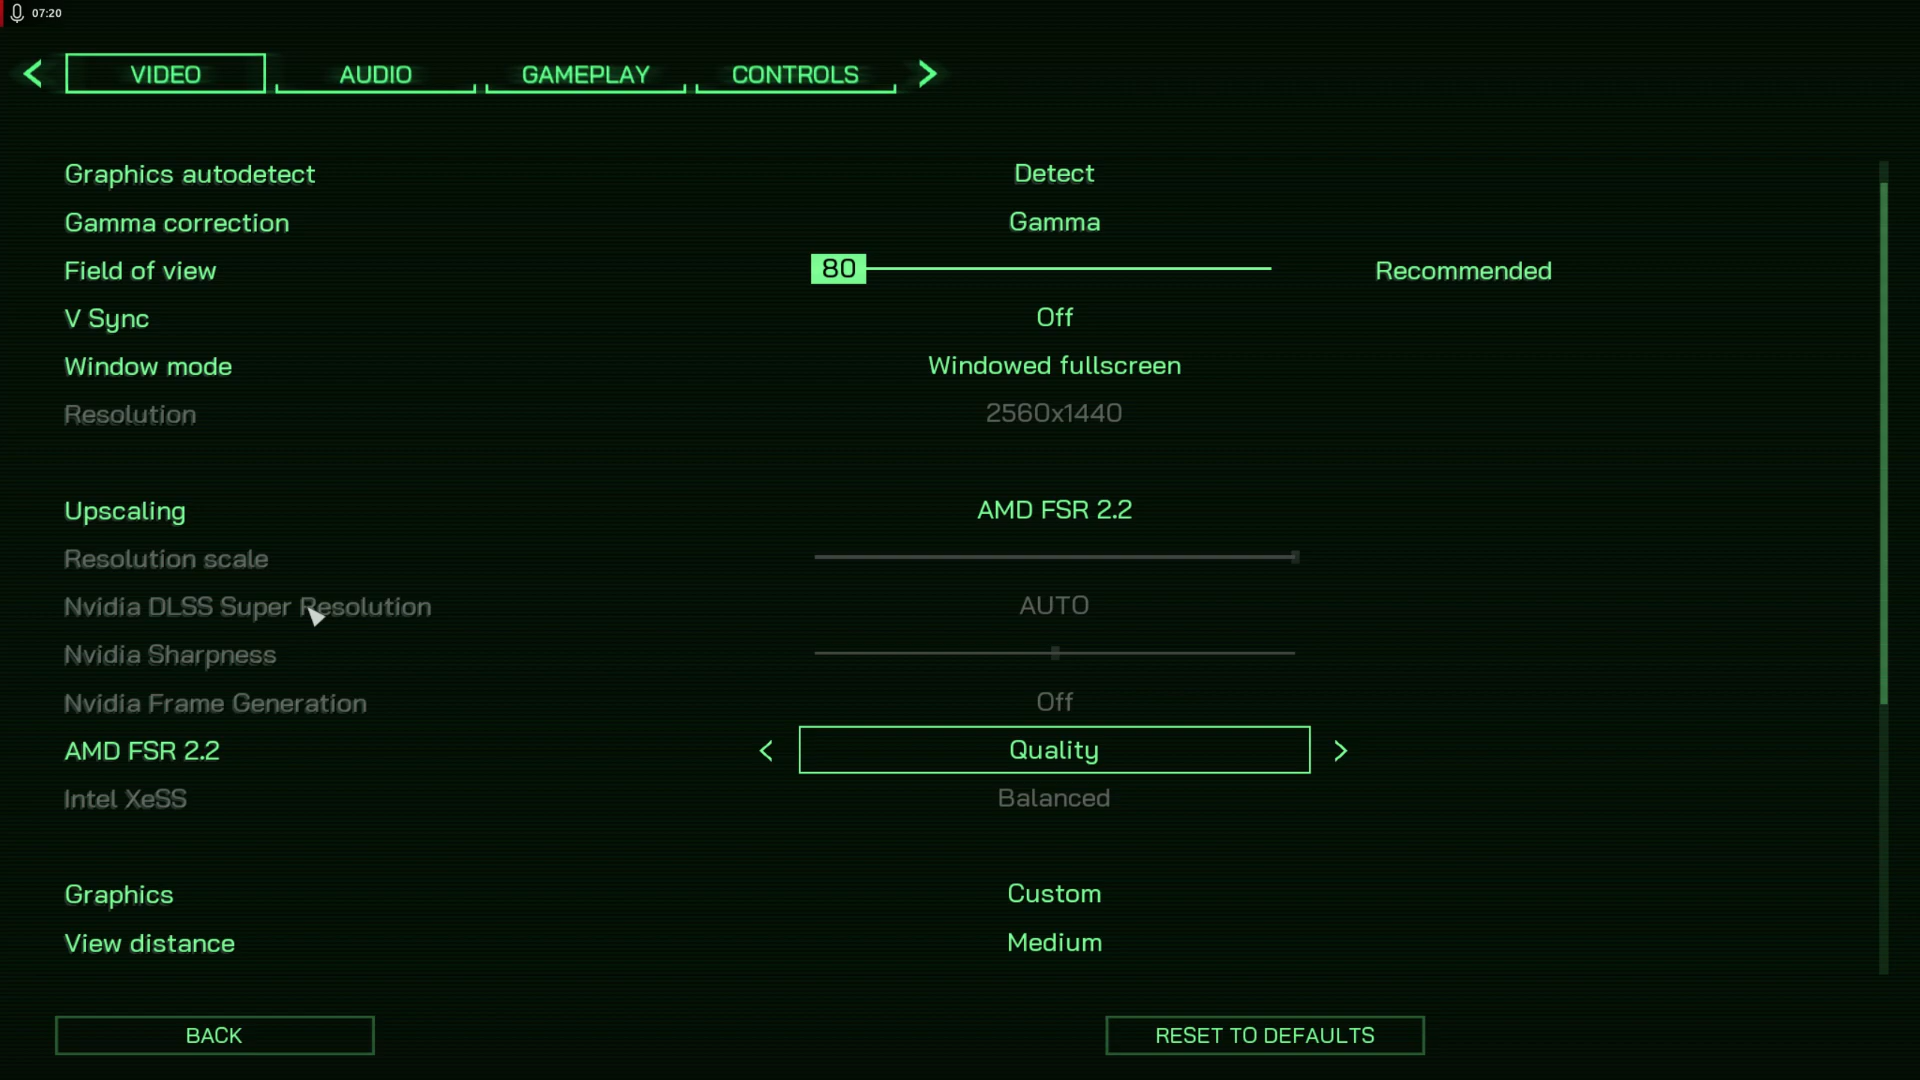 07:20
VIDEO AUDIO GAMEPLAY CONTROLS
Graphics autodetect Detect
Gamma correction Gamma
Field of view 80 Recommended
V Sync Off
Window mode Windowed fullscreen
Resolution 2560x1440
Upscaling AMD FSR 2.2
Resolution scale
Nvidia DLSS Super Resolution AUTO
Nvidia Sharpness
Nvidia Frame Generation Off
AMD FSR 2.2 Quality
Intel XeSS Balanced
Graphics Custom
View distance Medium
BACK RESET TO DEFAULTS